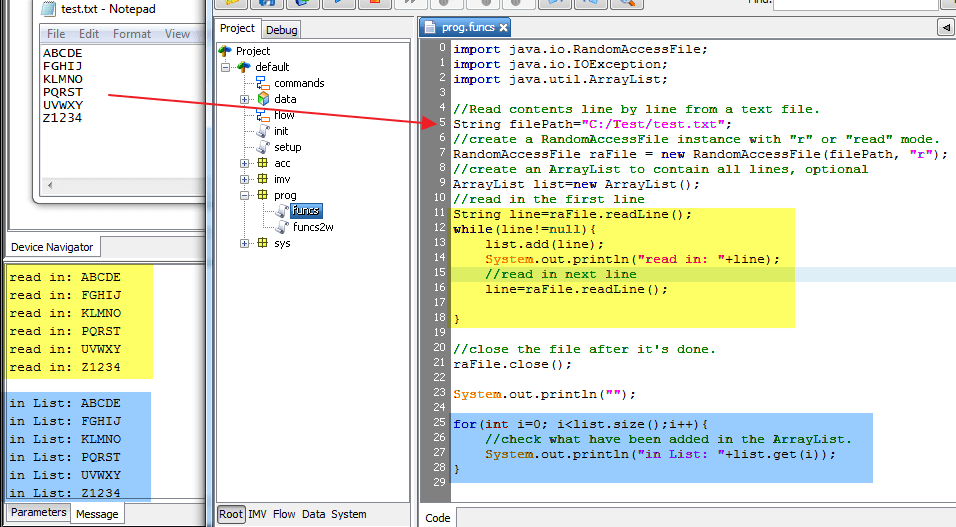 test.txt - Notepad
File Edit Format View
ABCDE
FGHIJ
KLMNO
PQRST
UVWXY
Z1234
Device Navigator
read in: ABCDE
read in: FGHIJ
read in: KLMNO
read in: PQRST
read in: UVWXY
read in: Z1234
in List: ABCDE
in List: FGHIJ
in List: KLMNO
in List: PQRST
in List: UVWXY
in List: Z1234
Parameters Message
Project Debug
Project
default
commands
data
flow
init
setup
acc
imv
prog
funcs
funcs2w
sys
Root IMV Flow Data System
Find:
prog.funcs
0 import java.io.RandomAccessFile;
1 import java.io.IOException;
2 import java.util.ArrayList;
3
4 //Read contents line by line from a text file.
5 String filePath="C:/Test/test.txt";
6 //create a RandomAccessFile instance with "r" or "read" mode.
7 RandomAccessFile raFile = new RandomAccessFile(filePath, "r");
8 //create an ArrayList to contain all lines, optional
9 ArrayList list=new ArrayList();
10 //read in the first line
11 String line=raFile.readLine();
12 while(line!=null){
13 list.add(line);
14 System.out.println("read in: "+line);
15 //read in next line
16 line=raFile.readLine();
17
18 }
19
20 //close the file after it's done.
21 raFile.close();
22
23 System.out.println("");
24
25 for(int i=0; i<list.size();i++){
26 //check what have been added in the ArrayList.
27 System.out.println("in List: "+list.get(i));
28 }
29
Code